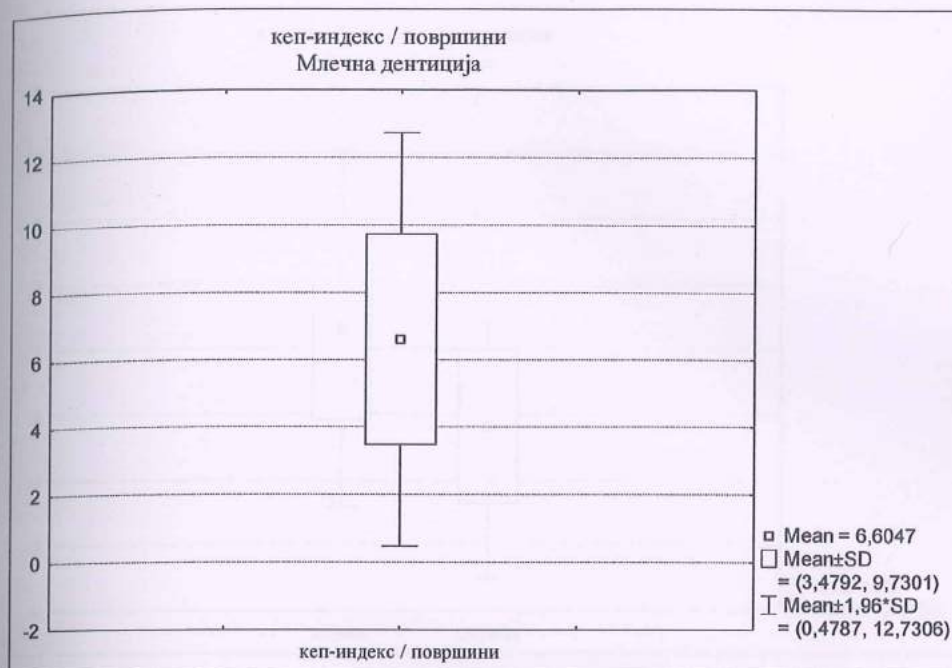 кеп-индекс / површини
Млечна дентиција
14
12
10
8
6
4
2
0
-2
кеп-индекс / површини
Mean = 6,6047
Mean±SD
= (3,4792, 9,7301)
Mean±1,96*SD
= (0,4787, 12,7306)